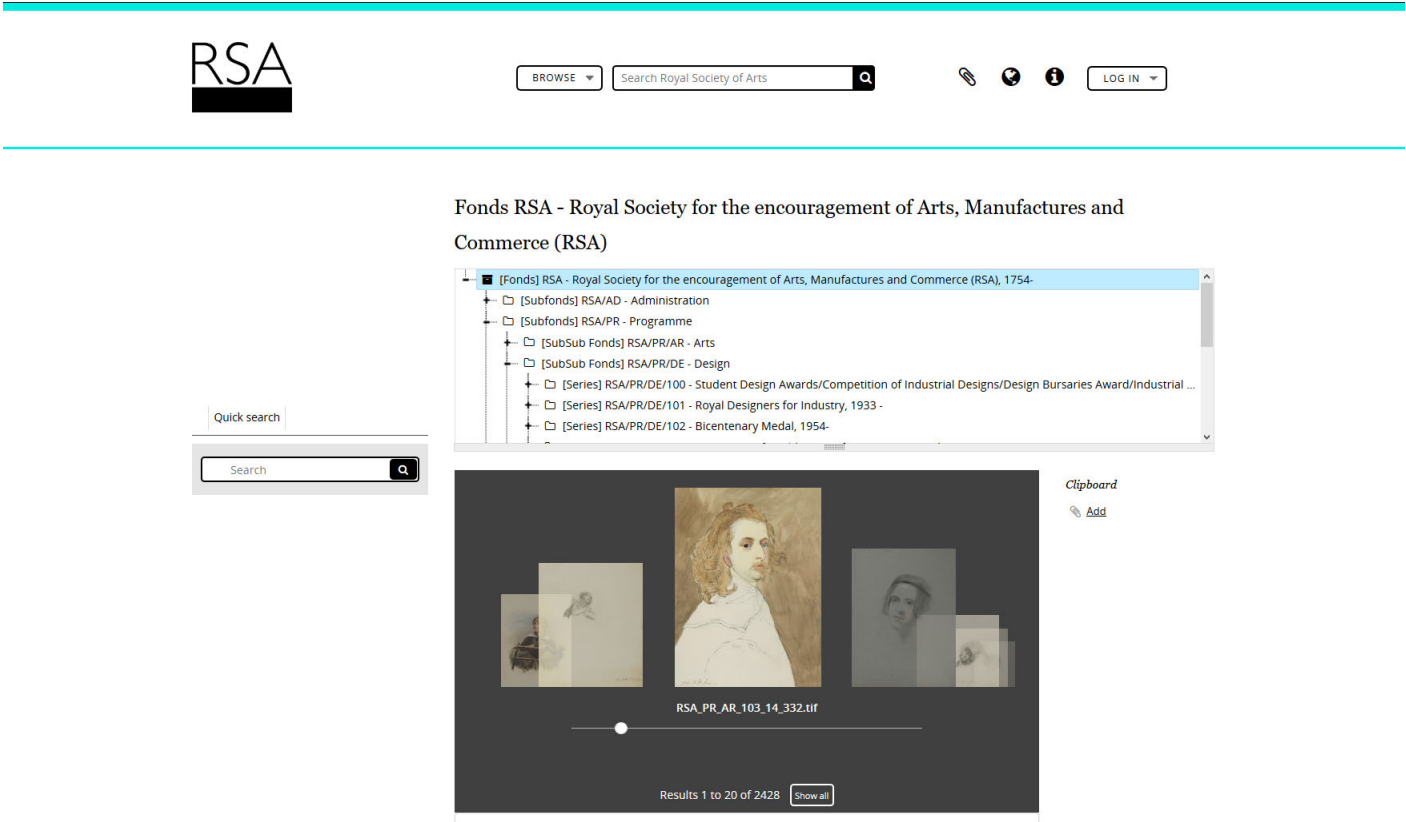 RSA
BROWSE
Search Royal Society of Arts
LOG IN
Fonds RSA - Royal Society for the encouragement of Arts, Manufactures and
Commerce (RSA)
[Fonds] RSA - Royal Society for the encouragement of Arts, Manufactures and Commerce (RSA), 1754-
[Subfonds] RSA/AD - Administration
[Subfonds] RSA/PR - Programme
[SubSub Fonds] RSA/PR/AR - Arts
[SubSub Fonds] RSA/PR/DE - Design
[Series] RSA/PR/DE/100 - Student Design Awards/Competition of Industrial Designs/Design Bursaries Award/Industrial ...
[Series] RSA/PR/DE/101 - Royal Designers for Industry, 1933 -
[Series] RSA/PR/DE/102 - Bicentenary Medal, 1954-
Quick search
Search
Clipboard
Add
RSA_PR_AR_103_14_332.tif
Results 1 to 20 of 2428 Show all